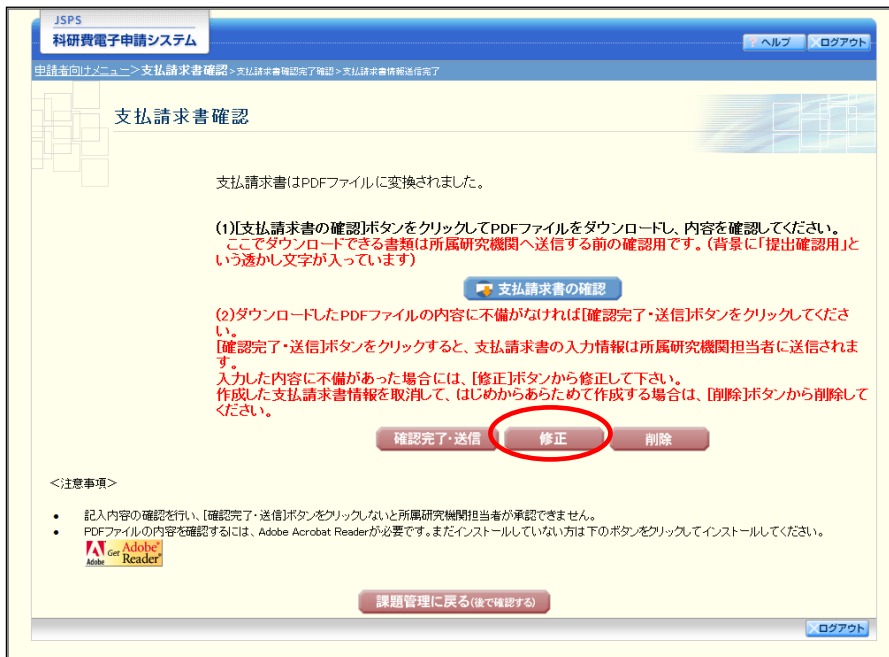 JSPS
科研費電子申請システム
ヘルプ
ログアウト
申請者向けメニュー>支払請求書確認>支払請求書確認完了確認>支払請求書情報送信完了
支払請求書確認
支払請求書はPDFファイルに変換されました。
(1)[支払請求書の確認]ボタンをクリックしてPDFファイルをダウンロードし、内容を確認してください。
ここでダウンロードできる書類は所属研究機関へ送信する前の確認用です。(背景に「提出確認用」と
いう透かし文字が入っています)
支払請求書の確認
(2)ダウンロードしたPDFファイルの内容に不備がなければ[確認完了・送信]ボタンをクリックしてくださ
い。
[確認完了・送信]ボタンをクリックすると、支払請求書の入力情報は所属研究機関担当者に送信されま
す。
入力した内容に不備があった場合には、[修正]ボタンから修正して下さい。
作成した支払請求書情報を取消して、はじめからあらためて作成する場合は、[削除]ボタンから削除して
ください。
確認完了・送信
修正
削除
<注意事項>
• 記入内容の確認を行い、[確認完了・送信]ボタンをクリックしないと所属研究機関担当者が承認できません。
• PDFファイルの内容を確認するには、Adobe Acrobat Readerが必要です。まだインストールしていない方は下のボタンをクリックしてインストールしてください。
Adobe
Get Adobe
Reader
課題管理に戻る(後で確認する)
ログアウト